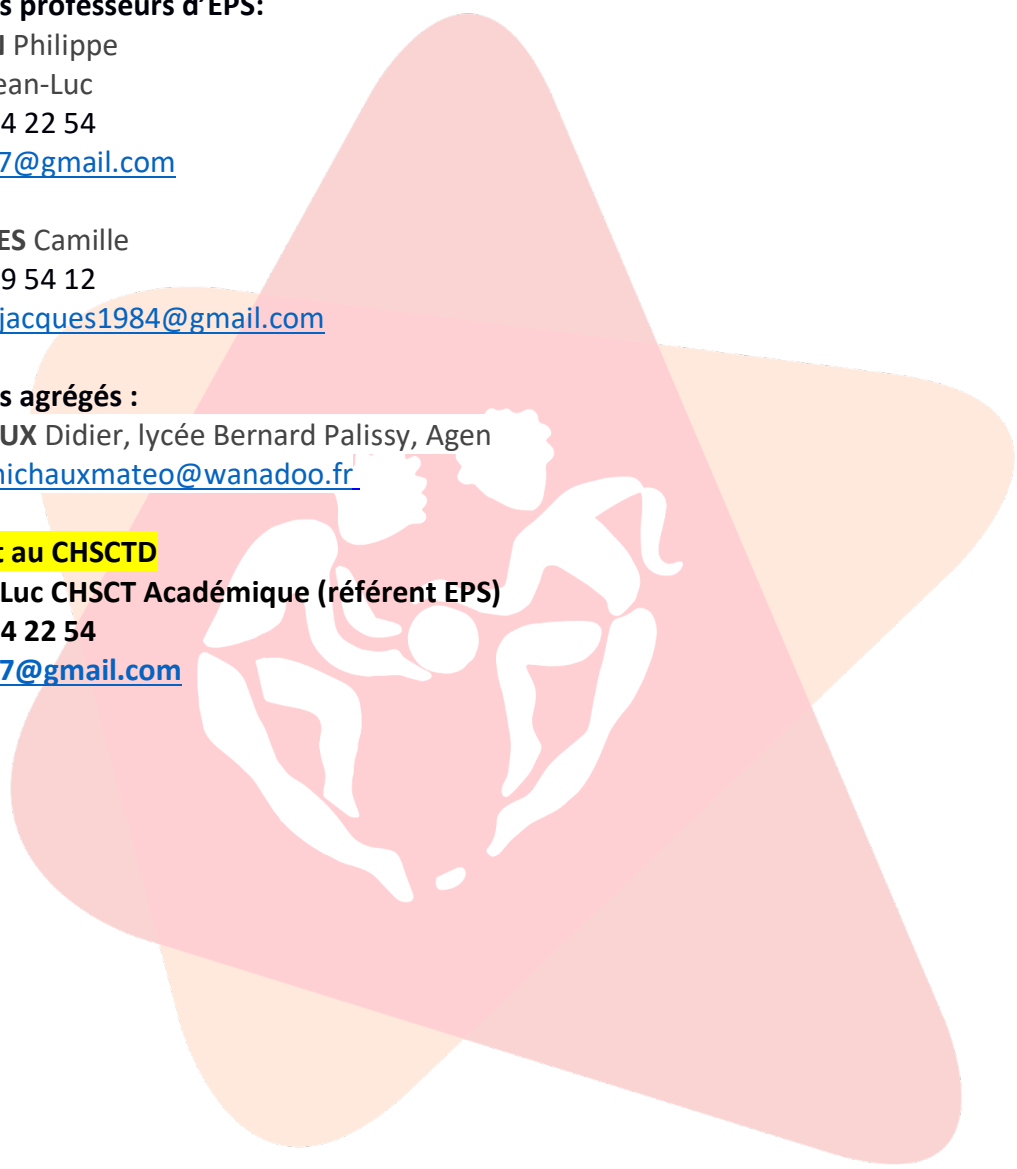 s professeurs d'EPS:
Philippe
ean-Luc
4 22 54
7@gmail.com
ES Camille
9 54 12
jacques1984@gmail.com
s agrégés :
UX Didier, lycée Bernard Palissy, Agen
ichauxmateo@wanadoo.fr
t au CHSCTD
Luc CHSCT Académique (référent EPS)
4 22 54
7@gmail.com